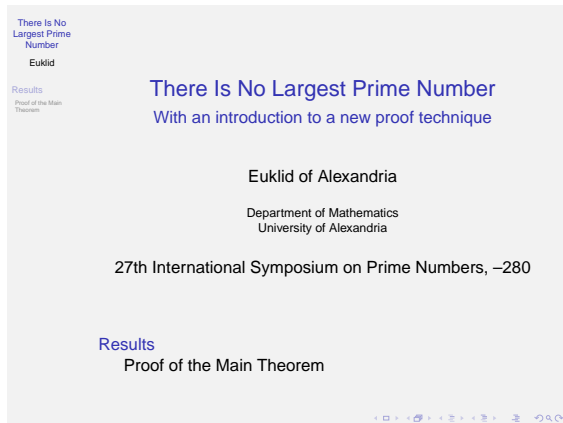 There Is No
Largest Prime
Number
Euklid
Results
Proof of the Main
Theorem
There Is No Largest Prime Number
With an introduction to a new proof technique
Euklid of Alexandria
Department of Mathematics
University of Alexandria
27th International Symposium on Prime Numbers, –280
Results
Proof of the Main Theorem